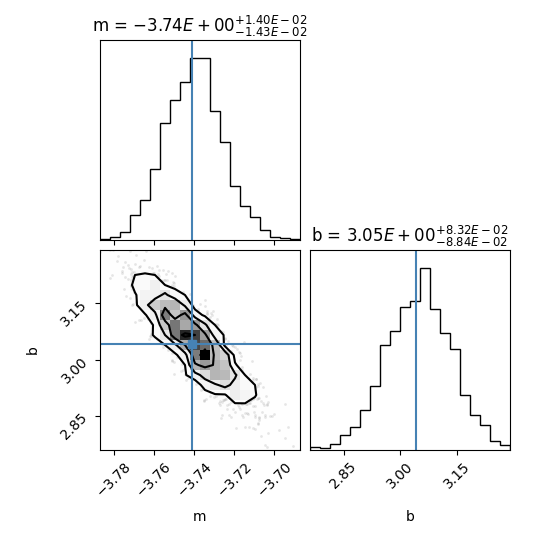 m = −3.74E + 00 +1.40E − 02 −1.43E − 02
b = 3.05E + 00 +8.32E − 02 −8.84E − 02
3.15
3.00
2.85
b
−3.78 −3.76 −3.74 −3.72 −3.70
m
2.85 3.00 3.15
b